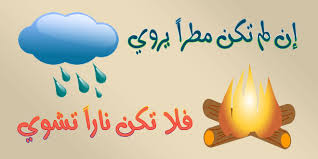 إن لم تكن مطراً يروي
فلا تكن ناراً تشوي